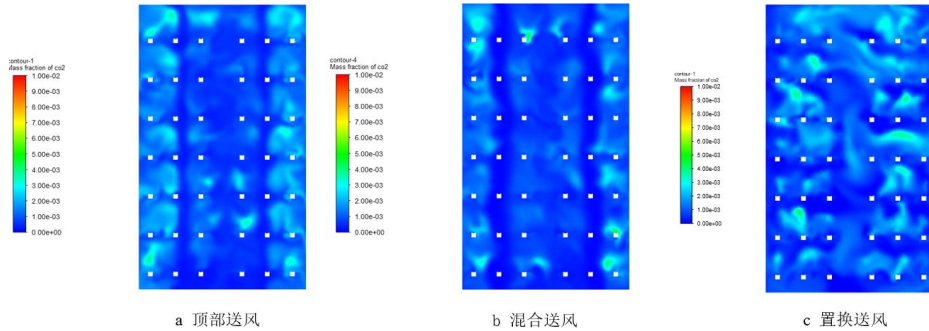 contour-1
Mass fraction of co2
1.00e-02
9.00e-03
8.00e-03
7.00e-03
6.00e-03
5.00e-03
4.00e-03
3.00e-03
2.00e-03
1.00e-03
0.00e+00
contour-4
Mass fraction of co2
1.00e-02
9.00e-03
8.00e-03
7.00e-03
6.00e-03
5.00e-03
4.00e-03
3.00e-03
2.00e-03
1.00e-03
0.00e+00
contour-1
Mass fraction of co2
1.00e-02
9.00e-03
8.00e-03
7.00e-03
6.00e-03
5.00e-03
4.00e-03
3.00e-03
2.00e-03
1.00e-03
0.00e+00
a 顶部送风
b 混合送风
c 置换送风